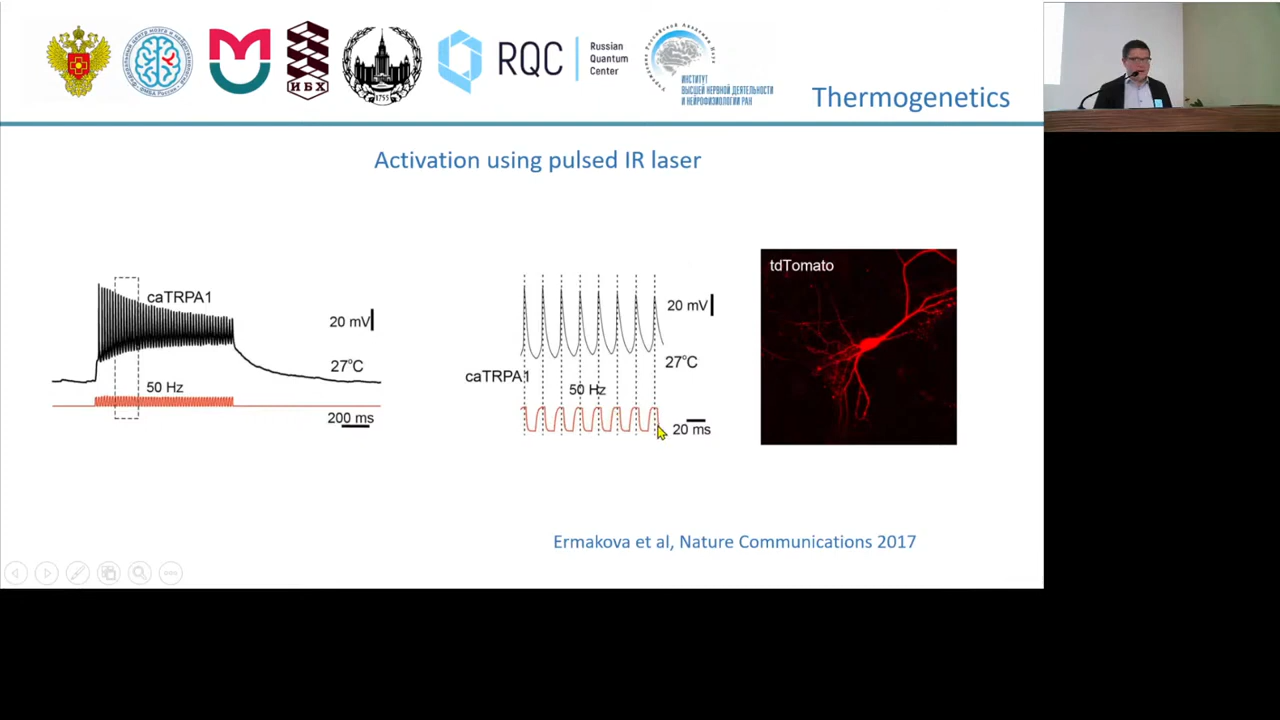 ИБХ
1755
RQC
Russian
Quantum
Center
ИНСТИТУТ
ВЫСШЕЙ НЕРВНОЙ ДЕЯТЕЛЬНОСТИ
И НЕЙРОФИЗИОЛОГИИ РАН
Thermogenetics
Activation using pulsed IR laser
caTRPA1
20 mV
27°C
50 Hz
200 ms
20 mV
27°C
caTRPA1
50 Hz
20 ms
tdTomato
Ermakova et al, Nature Communications 2017